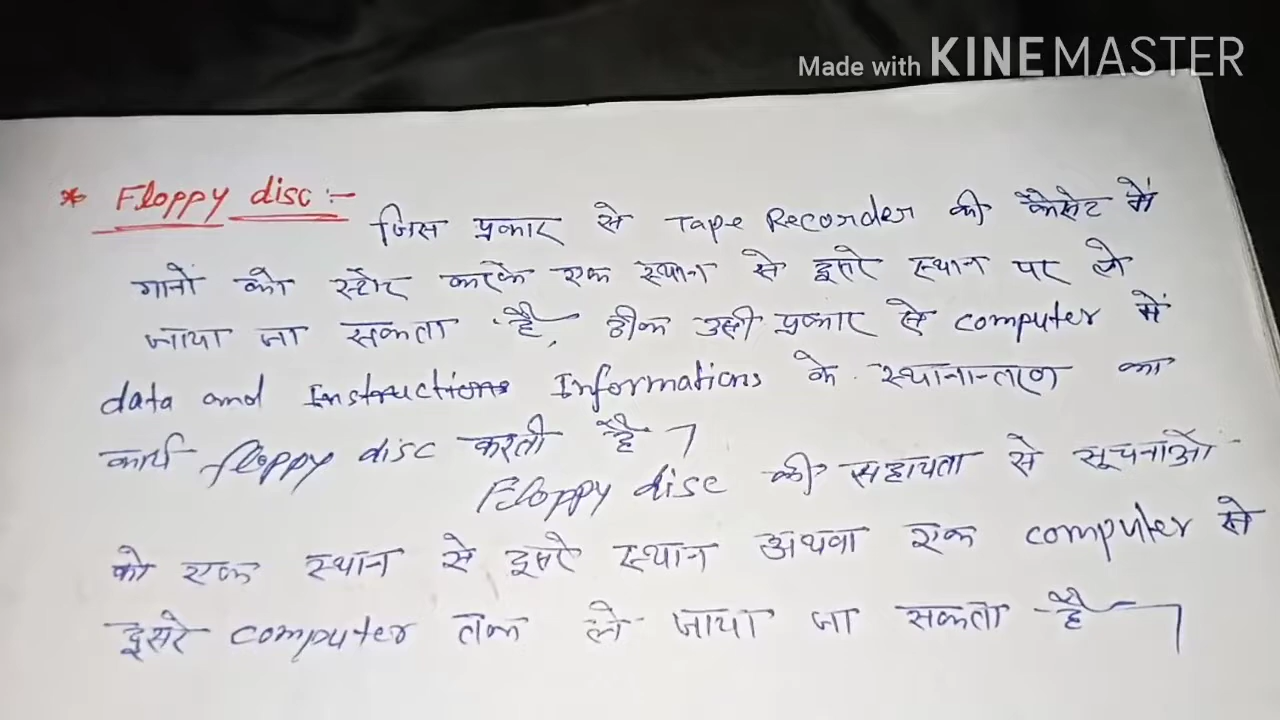 Made with KINEMASTER
* Floppy disc :-
जिस प्रकार से Tape Recorder की कैसेट में
गानों को स्टोर करके एक स्थान से दूसरे स्थान पर ले
जाया जा सकता है, ठीक उसी प्रकार से computer में
data and Instructions Informations के स्थानान्तरण का
कार्य floppy disc करती है ।
Floppy disc की सहायता से सूचनाओं
को एक स्थान से दूसरे स्थान अथवा एक computer से
दूसरे computer तक ले जाया जा सकता है ।